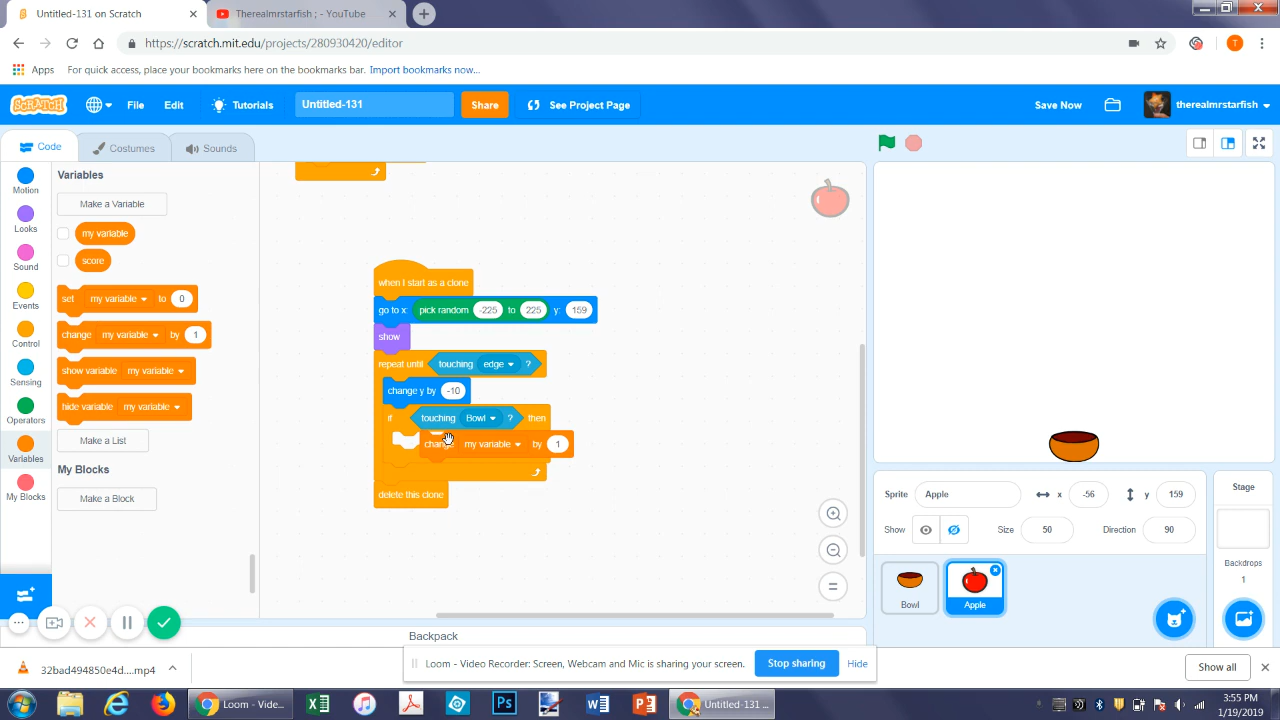 Untitled-131 on Scratch
Therealmrstarfish ; - YouTube
https://scratch.mit.edu/projects/280930420/editor
T
Apps For quick access, place your bookmarks here on the bookmarks bar. Import bookmarks now...
SCRATCH
File
Edit
Tutorials
Untitled-131
Share
See Project Page
Save Now
therealmrstarfish
Code
Costumes
Sounds
Motion
Looks
Sound
Events
Control
Sensing
Operators
Variables
My Blocks
Variables
Make a Variable
my variable
score
set my variable to 0
change my variable by 1
show variable my variable
hide variable my variable
Make a List
My Blocks
Make a Block
when I start as a clone
go to x: pick random -225 to 225 y: 159
show
repeat until touching edge ?
change y by -10
if touching Bowl ? then
change my variable by 1
delete this clone
Backpack
Sprite Apple x -56 y 159
Show Size 50 Direction 90
Bowl
Apple
Stage
Backdrops
1
32bad494850e4d....mp4
Loom - Video Recorder: Screen, Webcam and Mic is sharing your screen.
Stop sharing
Hide
Show all
Loom - Vide...
Ps
Untitled-131 ...
3:55 PM
1/19/2019